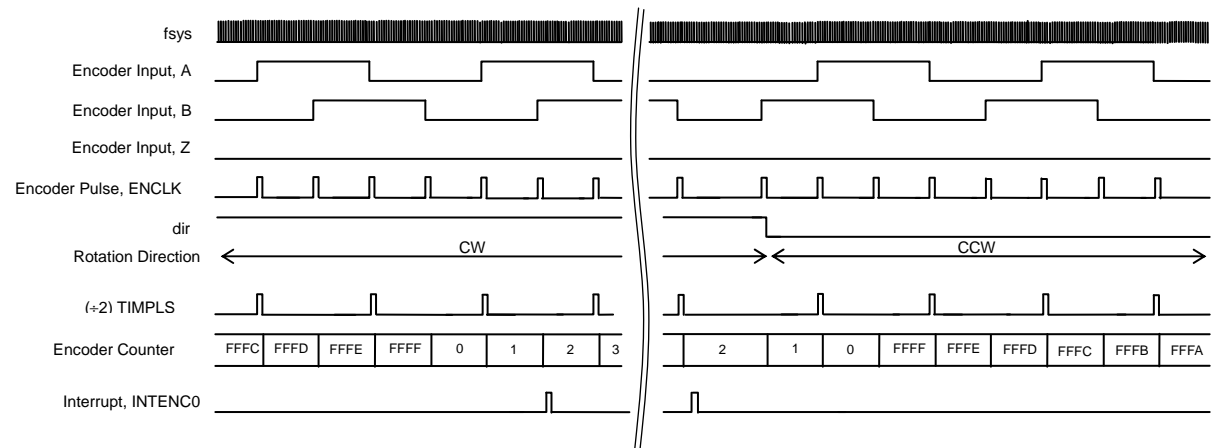 fsys
Encoder Input, A
Encoder Input, B
Encoder Input, Z
Encoder Pulse, ENCLK
dir
Rotation Direction CW CCW
(÷2) TIMPLS
Encoder Counter FFFC FFFD FFFE FFFF 0 1 2 3 2 1 0 FFFF FFFE FFFD FFFC FFFB FFFA
Interrupt, INTENC0